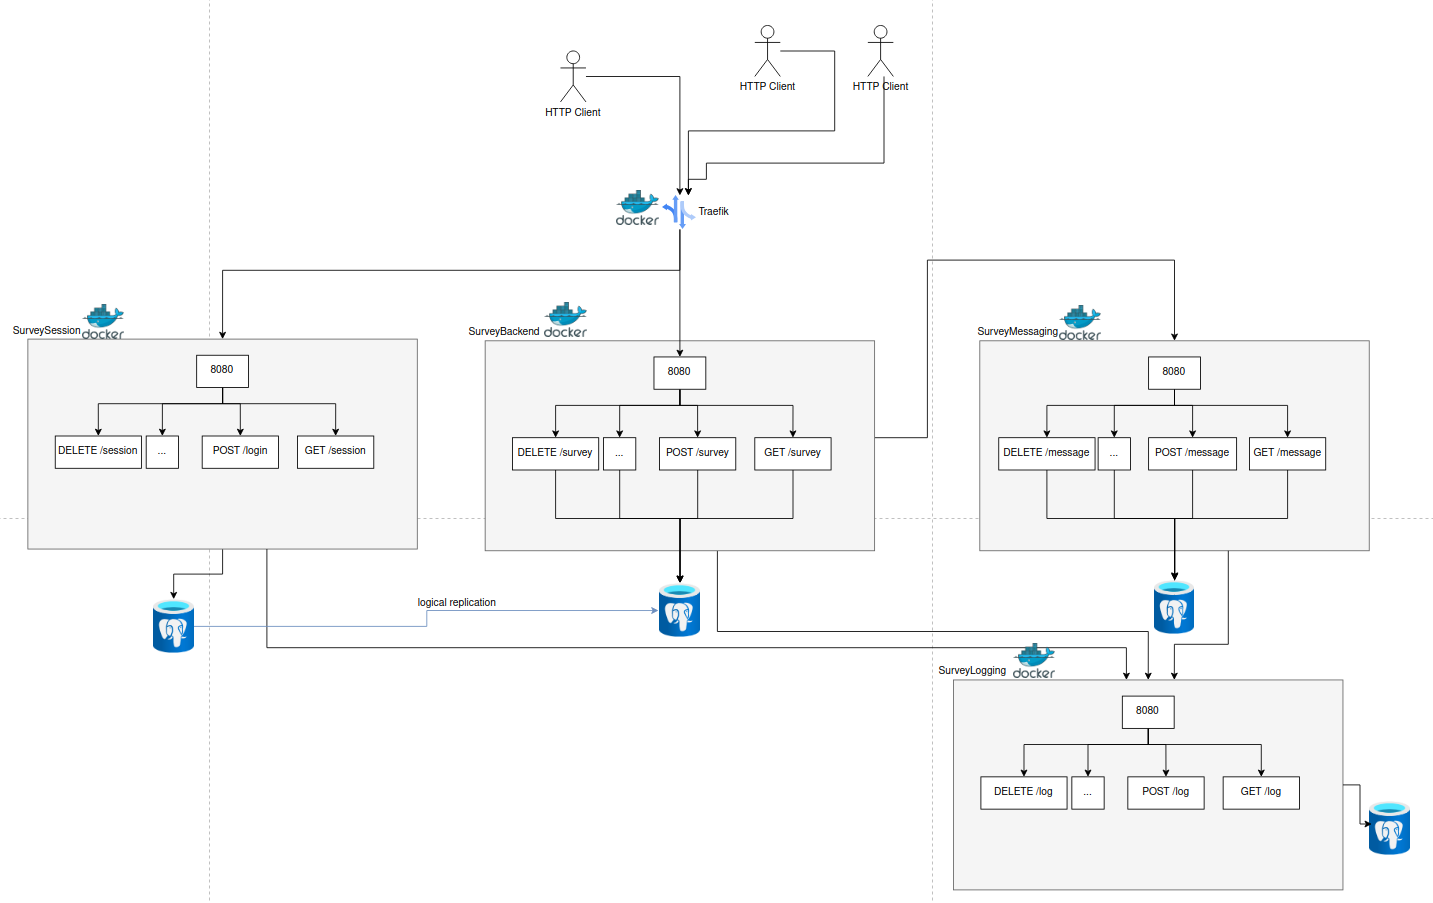 HTTP Client
HTTP Client
HTTP Client
docker
Traefik
SurveySession
docker
8080
DELETE /session
...
POST /login
GET /session
SurveyBackend
docker
8080
DELETE /survey
...
POST /survey
GET /survey
SurveyMessaging
docker
8080
DELETE /message
...
POST /message
GET /message
logical replication
SurveyLogging
docker
8080
DELETE /log
...
POST /log
GET /log